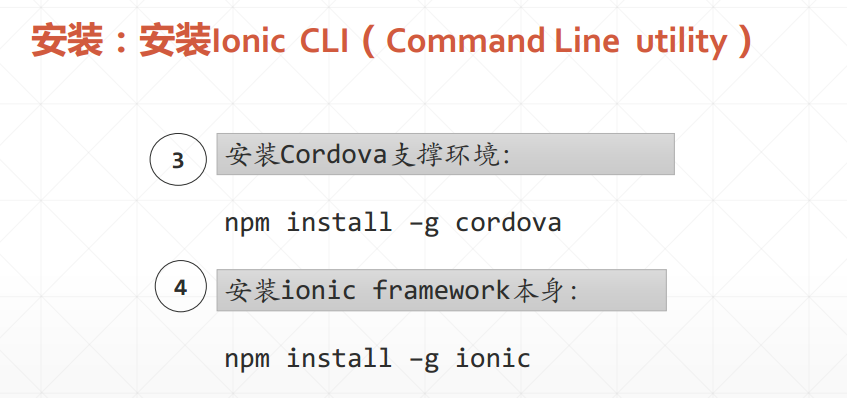 安装：安装Ionic CLI（Command Line utility）
3
安装Cordova支撑环境:
npm install –g cordova
4
安装ionic framework本身:
npm install –g ionic